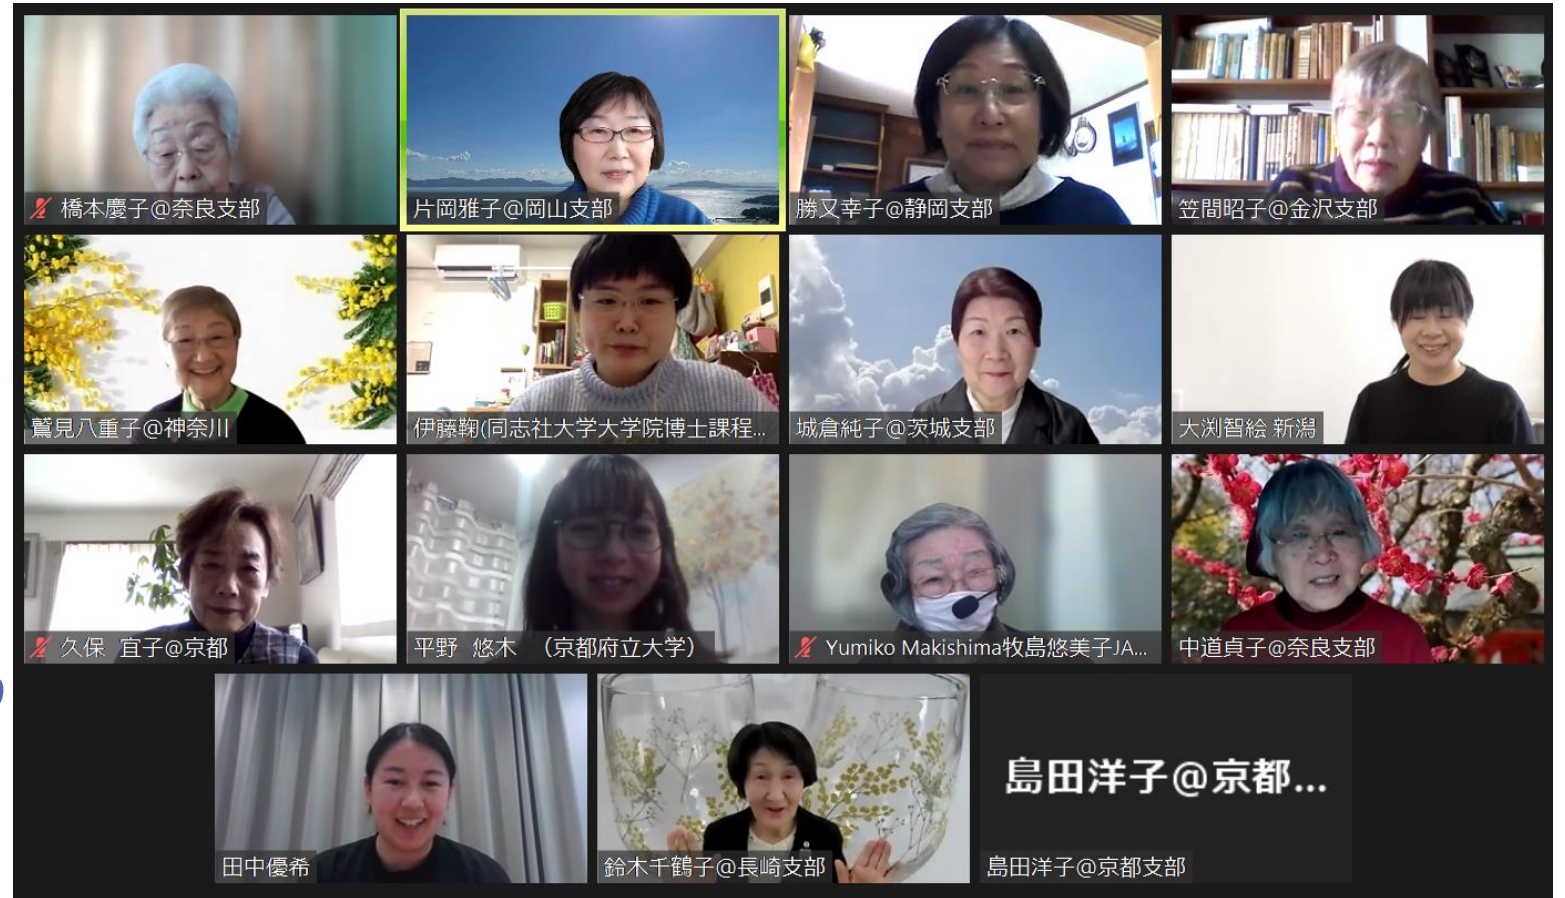 橋本慶子@奈良支部
片岡雅子@岡山支部
勝又幸子@静岡支部
笠間昭子@金沢支部
鷲見八重子@神奈川
伊藤鞠(同志社大学大学院博士課程...
城倉純子@茨城支部
大渕智絵 新潟
久保 宜子@京都
平野 悠木 （京都府立大学）
Yumiko Makishima牧島悠美子JA...
中道貞子@奈良支部
田中優希
鈴木千鶴子@長崎支部
島田洋子@京都...
島田洋子@京都支部